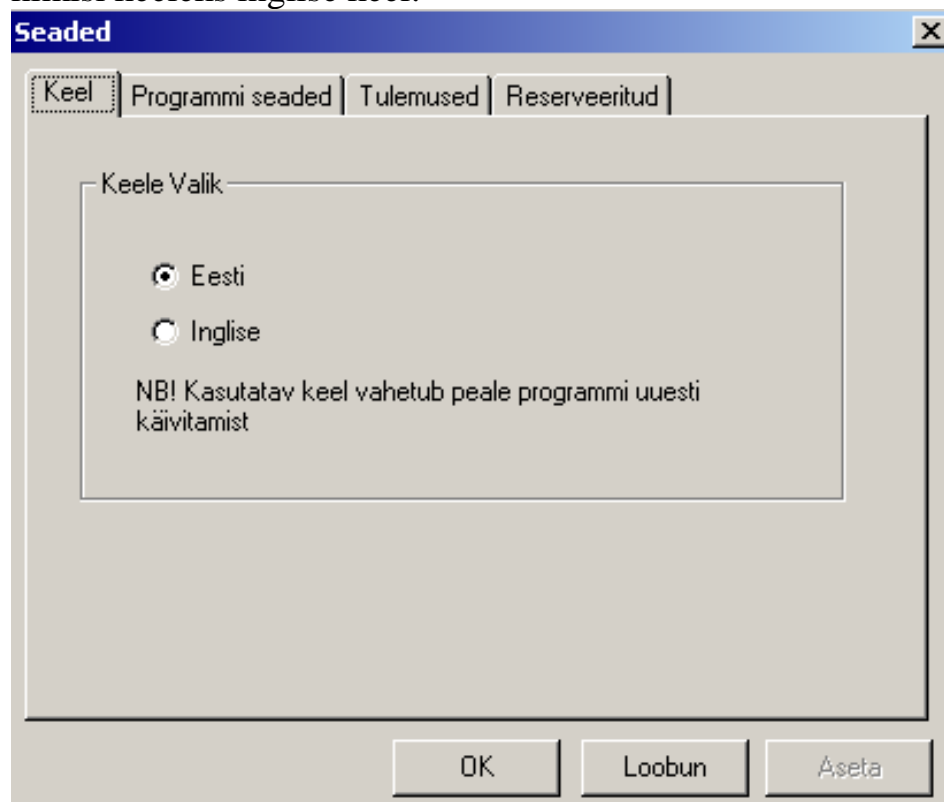 Seaded
Keel Programmi seaded Tulemused Reserveeritud
Keele Valik
Eesti
Inglise
NB! Kasutatav keel vahetub peale programmi uuesti
käivitamist
OK Loobun Aseta